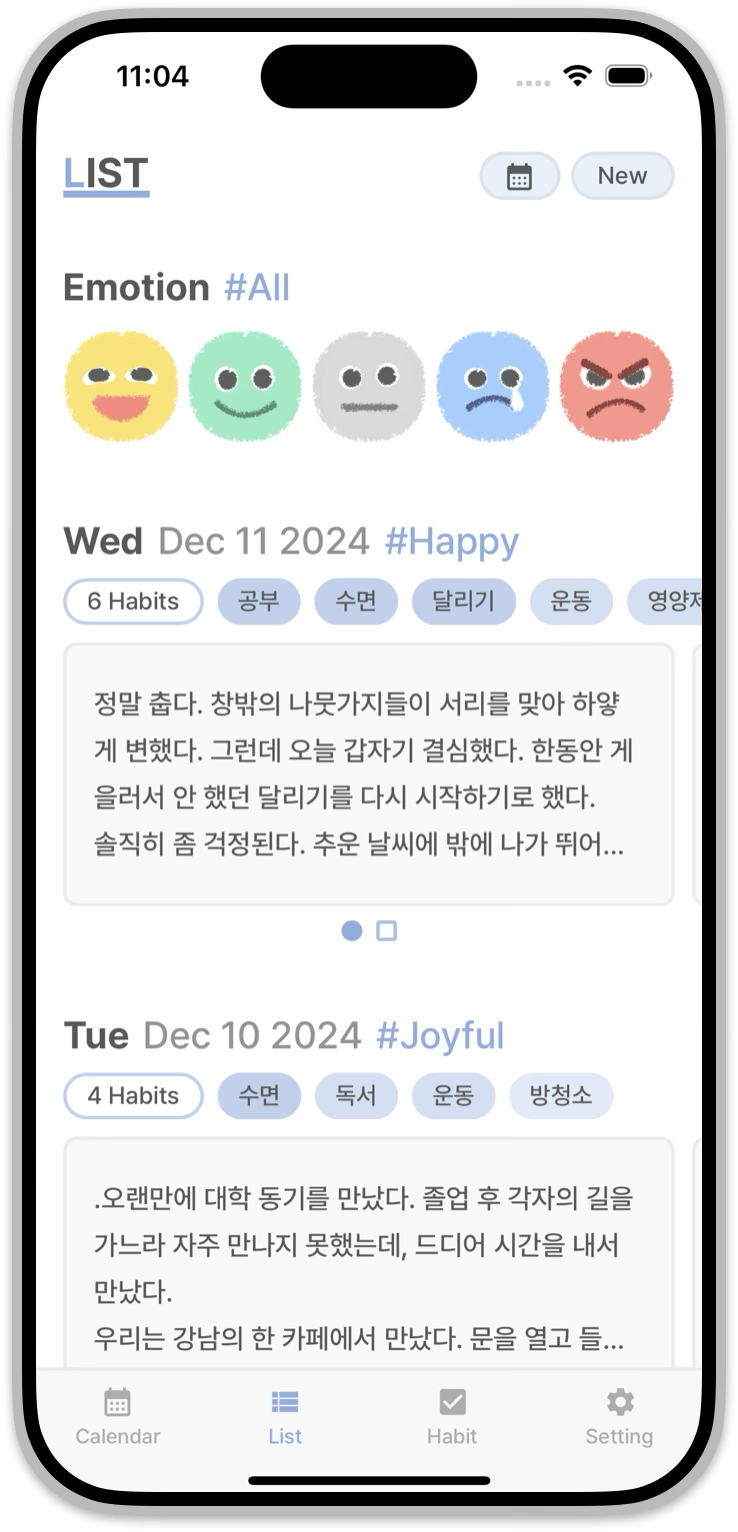 11:04
LIST
New
Emotion #All
Wed Dec 11 2024 #Happy
6 Habits 공부 수면 달리기 운동 영양제
정말 춥다. 창밖의 나뭇가지들이 서리를 맞아 하얗
게 변했다. 그런데 오늘 갑자기 결심했다. 한동안 게
을러서 안 했던 달리기를 다시 시작하기로 했다.
솔직히 좀 걱정된다. 추운 날씨에 밖에 나가 뛰어...
Tue Dec 10 2024 #Joyful
4 Habits 수면 독서 운동 방청소
.오랜만에 대학 동기를 만났다. 졸업 후 각자의 길을
가느라 자주 만나지 못했는데, 드디어 시간을 내서
만났다.
우리는 강남의 한 카페에서 만났다. 문을 열고 들...
Calendar List Habit Setting